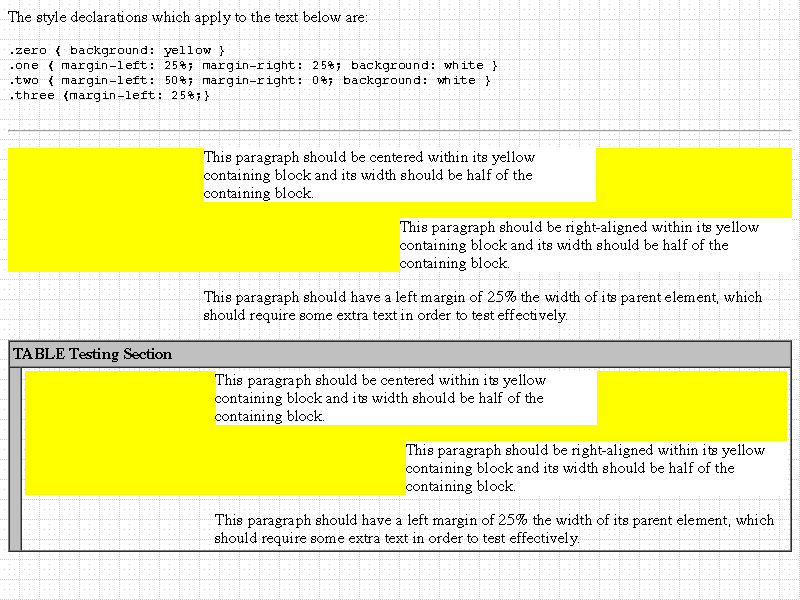 The style declarations which apply to the text below are:
.zero { background: yellow }
.one { margin-left: 25%; margin-right: 25%; background: white }
.two { margin-left: 50%; margin-right: 0%; background: white }
.three {margin-left: 25%;}
This paragraph should be centered within its yellow
containing block and its width should be half of the
containing block.
This paragraph should be right-aligned within its yellow
containing block and its width should be half of the
containing block.
This paragraph should have a left margin of 25% the width of its parent element, which
should require some extra text in order to test effectively.
TABLE Testing Section
This paragraph should be centered within its yellow
containing block and its width should be half of the
containing block.
This paragraph should be right-aligned within its yellow
containing block and its width should be half of the
containing block.
This paragraph should have a left margin of 25% the width of its parent element, which
should require some extra text in order to test effectively.